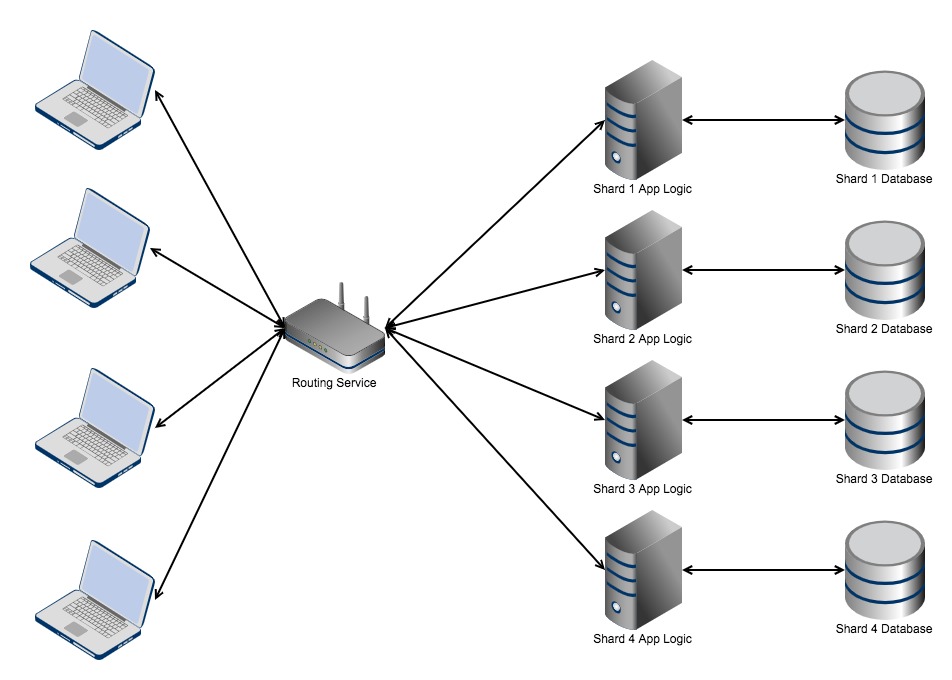 Shard 1 App Logic
Shard 1 Database
Shard 2 App Logic
Shard 2 Database
Routing Service
Shard 3 App Logic
Shard 3 Database
Shard 4 App Logic
Shard 4 Database